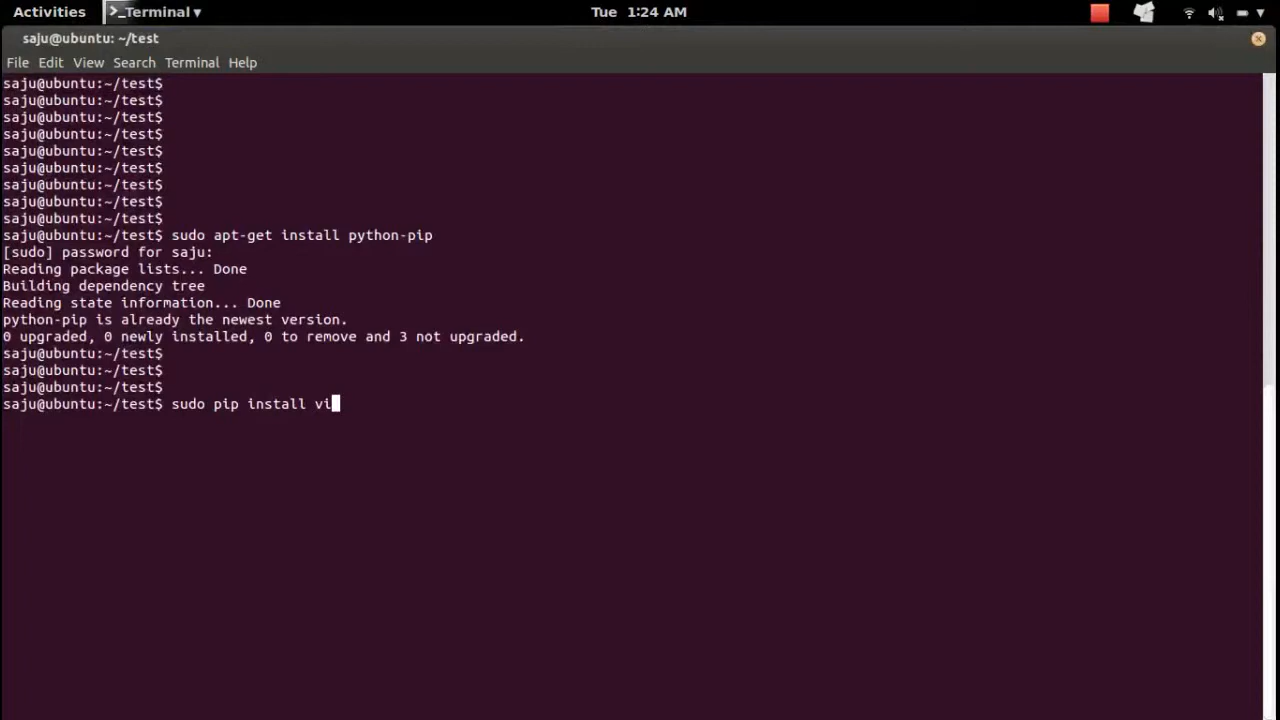 Activities >_Terminal ▾ Tue 1:24 AM
saju@ubuntu: ~/test
File Edit View Search Terminal Help
saju@ubuntu:~/test$
saju@ubuntu:~/test$
saju@ubuntu:~/test$
saju@ubuntu:~/test$
saju@ubuntu:~/test$
saju@ubuntu:~/test$
saju@ubuntu:~/test$
saju@ubuntu:~/test$
saju@ubuntu:~/test$
saju@ubuntu:~/test$ sudo apt-get install python-pip
[sudo] password for saju:
Reading package lists... Done
Building dependency tree
Reading state information... Done
python-pip is already the newest version.
0 upgraded, 0 newly installed, 0 to remove and 3 not upgraded.
saju@ubuntu:~/test$
saju@ubuntu:~/test$
saju@ubuntu:~/test$
saju@ubuntu:~/test$ sudo pip install vi